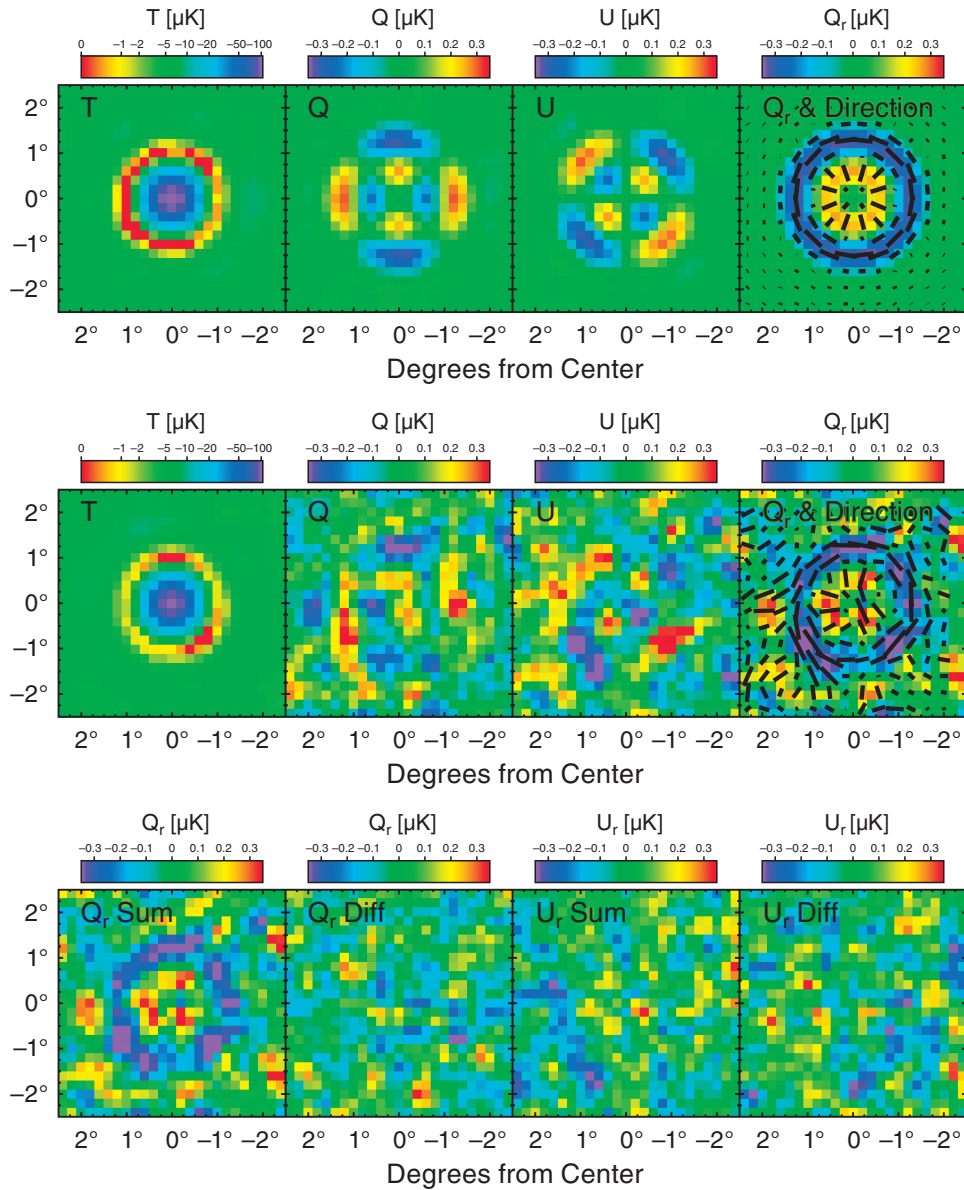 T Q U Qr [μK]
T [μK] Q [μK] U [μK] Qr [μK]
0 −1 −2 −5 −10−20 −50−100 −0.3 −0.2 −0.1 0 0.1 0.2 0.3 −0.3 −0.2 −0.1 0 0.1 0.2 0.3 −0.3−0.2 −0.1 0 0.1 0.2 0.3
T Q U Qr & Direction
2°
1°
0°
−1°
−2°
2° 1° 0° −1° −2° 2° 1° 0° −1° −2° 2° 1° 0° −1° −2° 2° 1° 0° −1° −2°
Degrees from Center
T [μK] Q [μK] U [μK] Qr [μK]
0 −1 −2 −5 −10−20 −50−100 −0.3−0.2 −0.1 0 0.1 0.2 0.3 −0.3 −0.2 −0.1 0 0.1 0.2 0.3 −0.3−0.2 −0.1 0 0.1 0.2 0.3
T Q U Qr & Direction
2°
1°
0°
−1°
−2°
2° 1° 0° −1° −2° 2° 1° 0° −1° −2° 2° 1° 0° −1° −2° 2° 1° 0° −1° −2°
Degrees from Center
Qr [μK] Qr [μK] Ur [μK] Ur [μK]
−0.3 −0.2 −0.1 0 0.1 0.2 0.3 −0.3−0.2 −0.1 0 0.1 0.2 0.3 −0.3 −0.2 −0.1 0 0.1 0.2 0.3 −0.3−0.2 −0.1 0 0.1 0.2 0.3
Qr Sum Qr Diff Ur Sum Ur Diff
2°
1°
0°
−1°
−2°
2° 1° 0° −1° −2° 2° 1° 0° −1° −2° 2° 1° 0° −1° −2° 2° 1° 0° −1° −2°
Degrees from Center